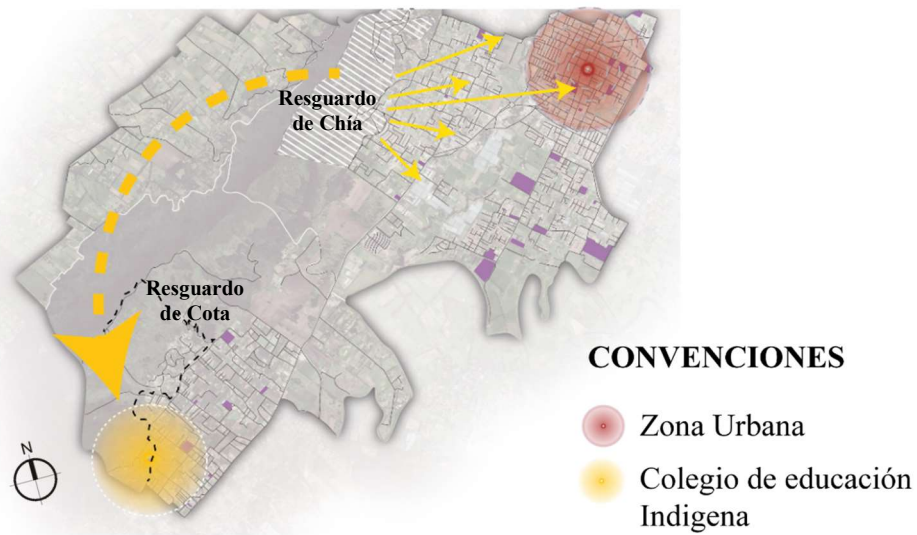 Resguardo
de Chía
Resguardo
de Cota
CONVENCIONES
Zona Urbana
Colegio de educación
Indigena
N